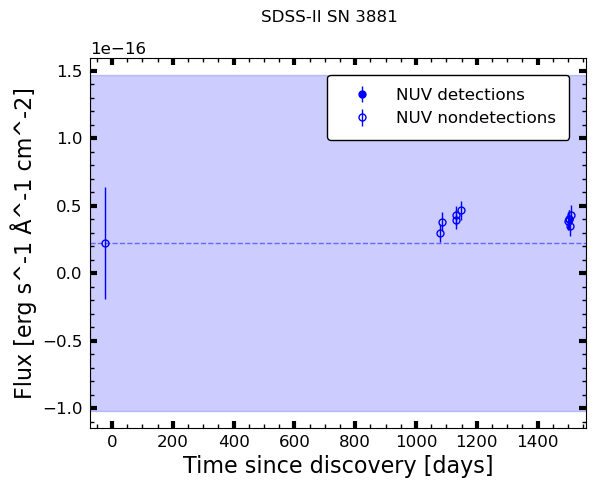 SDSS-II SN 3881
1e−16
NUV detections
NUV nondetections
1.5
1.0
0.5
0.0
−0.5
−1.0
Flux [erg s^-1 Å^-1 cm^-2]
0 200 400 600 800 1000 1200 1400
Time since discovery [days]